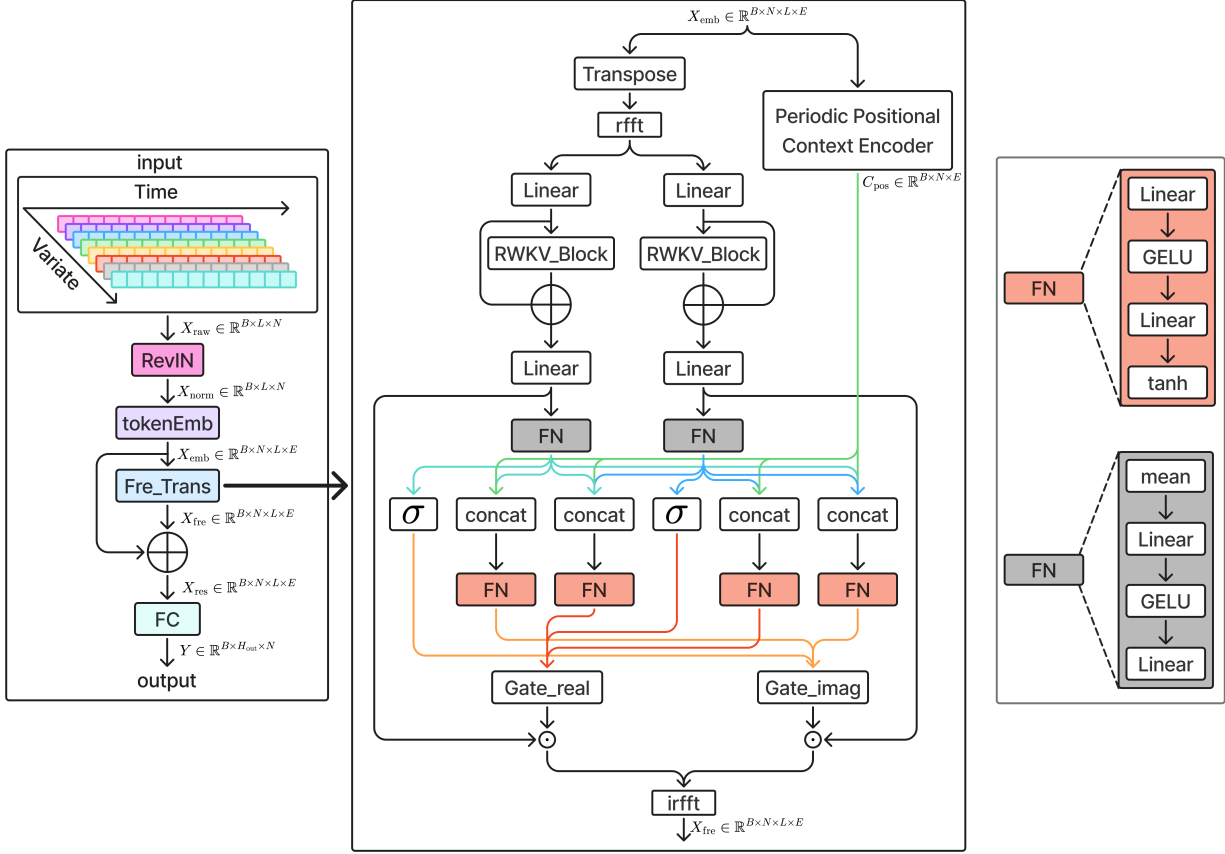 input
Time
Variate
X_raw ∈ ℝ^{B×L×N}
RevIN
X_norm ∈ ℝ^{B×L×N}
tokenEmb
X_emb ∈ ℝ^{B×N×L×E}
Fre_Trans
X_fre ∈ ℝ^{B×N×L×E}
X_res ∈ ℝ^{B×N×L×E}
FC
Y ∈ ℝ^{B×H_out×N}
output
X_emb ∈ ℝ^{B×N×L×E}
Transpose
rfft
Periodic Positional
Context Encoder
C_pos ∈ ℝ^{B×N×E}
Linear Linear
RWKV_Block RWKV_Block
Linear Linear
FN FN
σ concat concat σ concat concat
FN FN FN FN
Gate_real Gate_imag
irfft
X_fre ∈ ℝ^{B×N×L×E}
FN
Linear
GELU
Linear
tanh
FN
mean
Linear
GELU
Linear